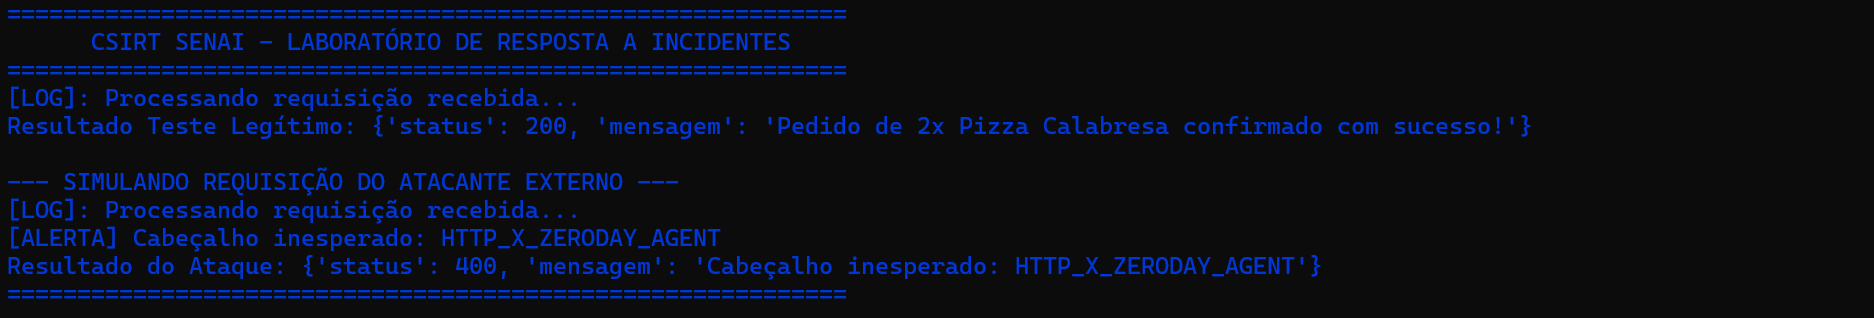 ============================================================
CSIRT SENAI - LABORATÓRIO DE RESPOSTA A INCIDENTES
============================================================
[LOG]: Processando requisição recebida...
Resultado Teste Legítimo: {'status': 200, 'mensagem': 'Pedido de 2x Pizza Calabresa confirmado com sucesso!'}
--- SIMULANDO REQUISIÇÃO DO ATACANTE EXTERNO ---
[LOG]: Processando requisição recebida...
[ALERTA] Cabeçalho inesperado: HTTP_X_ZERODAY_AGENT
Resultado do Ataque: {'status': 400, 'mensagem': 'Cabeçalho inesperado: HTTP_X_ZERODAY_AGENT'}
============================================================